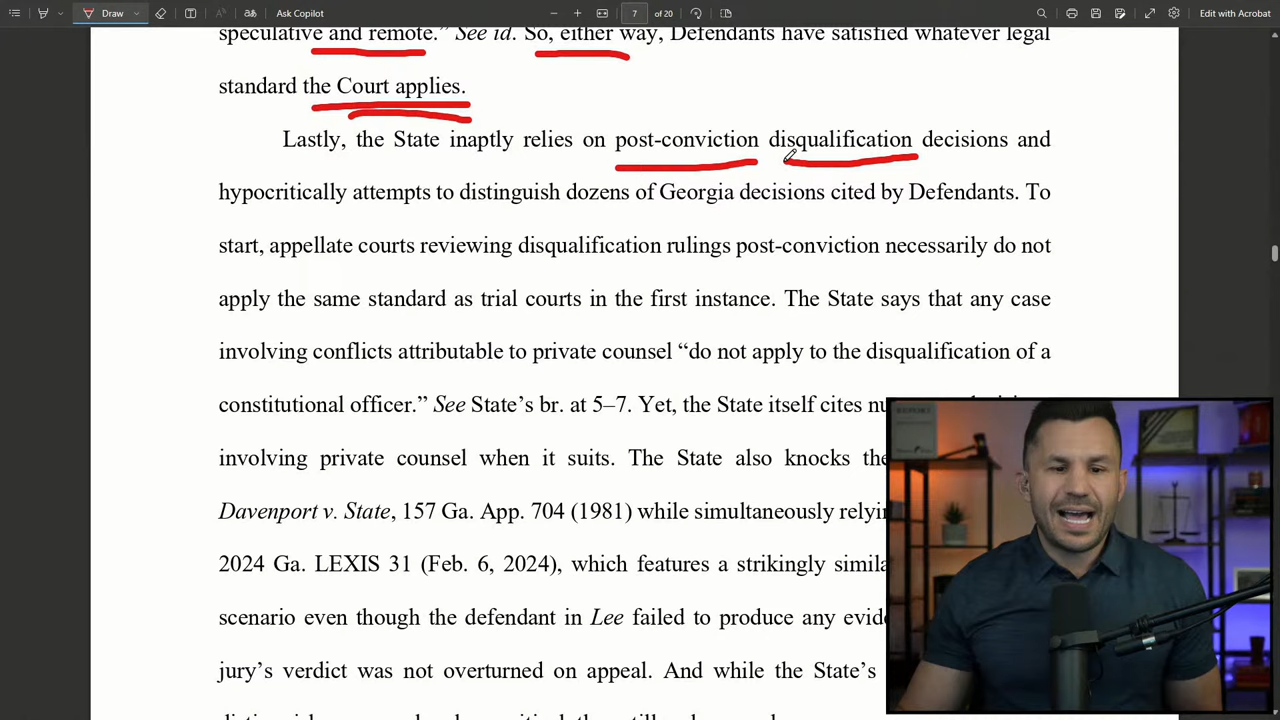 Draw
Ask Copilot
7 of 20
Edit with Acrobat
speculative and remote.” See id. So, either way, Defendants have satisfied whatever legal
standard the Court applies.
Lastly, the State inaptly relies on post-conviction disqualification decisions and
hypocritically attempts to distinguish dozens of Georgia decisions cited by Defendants. To
start, appellate courts reviewing disqualification rulings post-conviction necessarily do not
apply the same standard as trial courts in the first instance. The State says that any case
involving conflicts attributable to private counsel “do not apply to the disqualification of a
constitutional officer.” See State’s br. at 5–7. Yet, the State itself cites
involving private counsel when it suits. The State also knocks
Davenport v. State, 157 Ga. App. 704 (1981) while simultaneously
2024 Ga. LEXIS 31 (Feb. 6, 2024), which features a strikingly
scenario even though the defendant in Lee failed to produce any
jury’s verdict was not overturned on appeal. And while the State’s